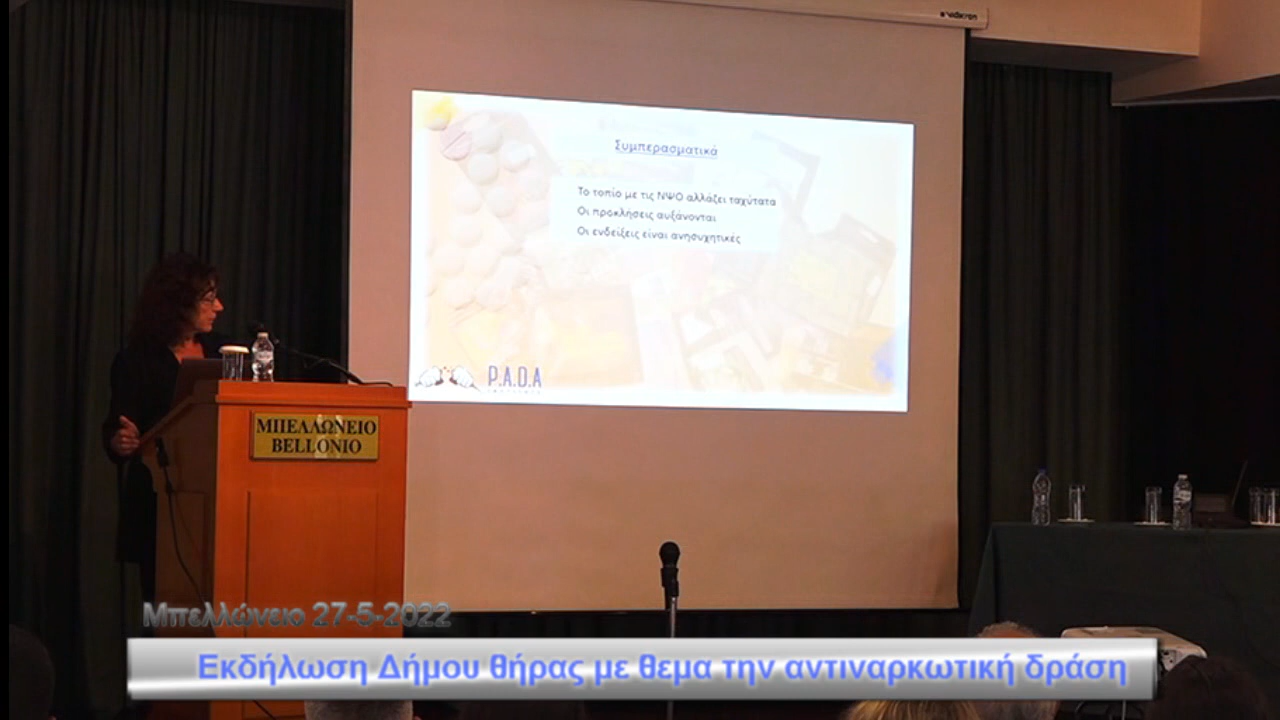 Συμπερασματικά
Το τοπίο με τις ΝΨΟ αλλάζει ταχύτατα
Οι προκλήσεις αυξάνονται
Οι ενδείξεις είναι ανησυχητικές
P.A.D.A
ΜΠΕΛΛΩΝΕΙΟ
BELLONIO
Μπελλώνειο 27-5-2022
Εκδήλωση Δήμου θήρας με θεμα την αντιναρκωτική δράση